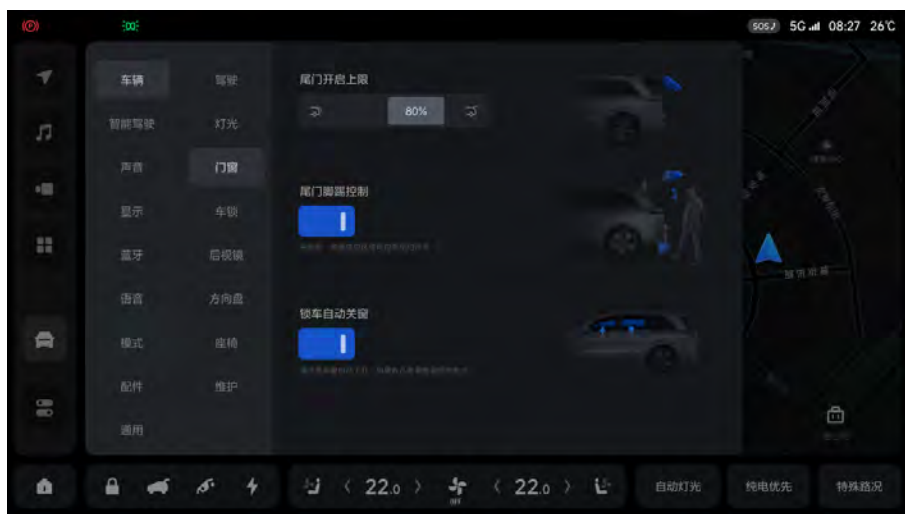 SOS 5G 08:27 26℃
车辆
驾驶
智能驾驶
灯光
声音
门窗
显示
车锁
蓝牙
后视镜
语音
方向盘
模式
座椅
配件
维护
通用
尾门开启上限
80%
尾门脚踢控制
锁车自动关窗
22.0
OFF
22.0
自动灯光
纯电优先
特殊路况